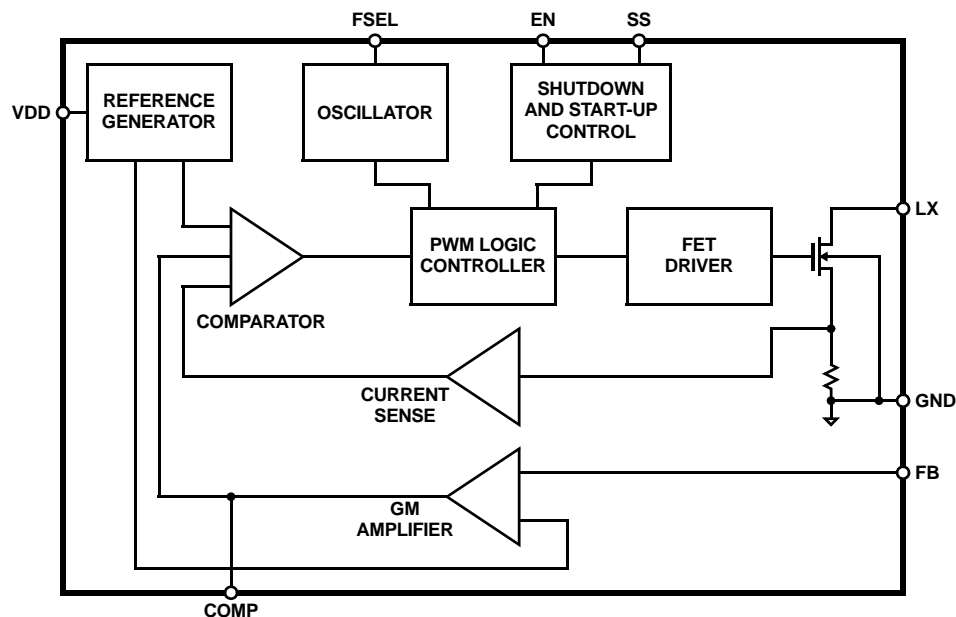 FSEL
EN
SS
VDD
REFERENCE
GENERATOR
OSCILLATOR
SHUTDOWN
AND START-UP
CONTROL
LX
PWM LOGIC
CONTROLLER
FET
DRIVER
COMPARATOR
CURRENT
SENSE
GND
FB
GM
AMPLIFIER
COMP